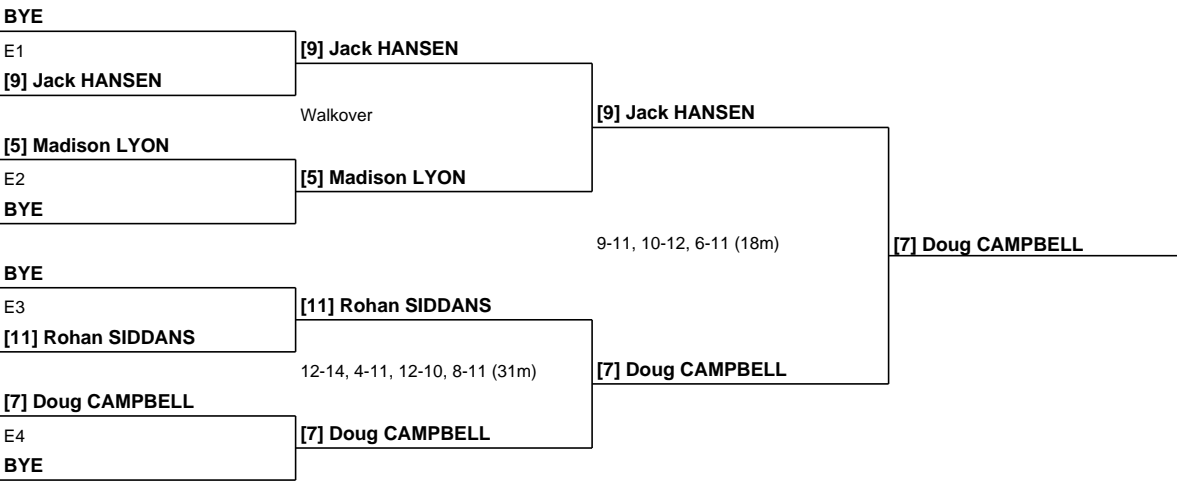 BYE
E1
[9] Jack HANSEN
[9] Jack HANSEN
Walkover
[9] Jack HANSEN
[5] Madison LYON
E2
[5] Madison LYON
BYE
9-11, 10-12, 6-11 (18m)
[7] Doug CAMPBELL
BYE
E3
[11] Rohan SIDDANS
[11] Rohan SIDDANS
12-14, 4-11, 12-10, 8-11 (31m)
[7] Doug CAMPBELL
[7] Doug CAMPBELL
E4
[7] Doug CAMPBELL
BYE